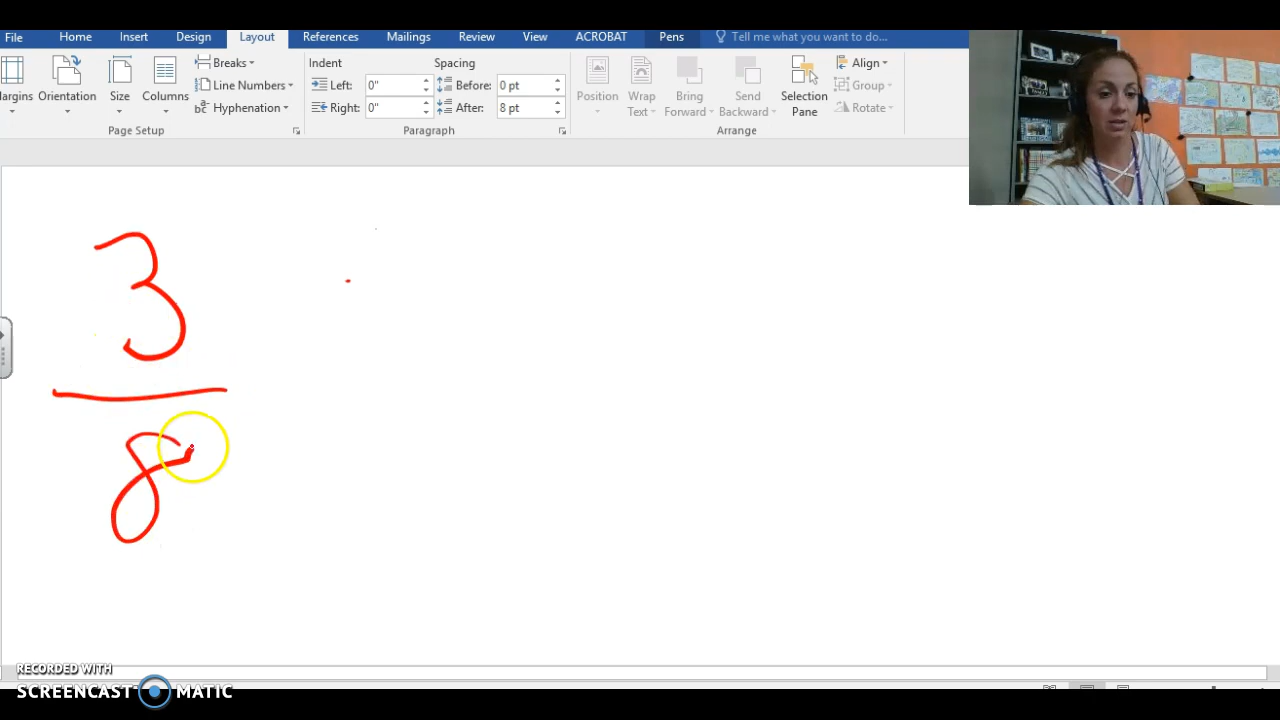 File Home Insert Design Layout References Mailings Review View ACROBAT Pens Tell me what you want to do...
argins Orientation Size Columns
Breaks
Line Numbers
Hyphenation
Page Setup
Indent Spacing
Left: 0" Before: 0 pt
Right: 0" After: 8 pt
Paragraph
Position Wrap Text Bring Forward Send Backward Selection Pane
Align
Group
Rotate
Arrange
3
8
RECORDED WITH
SCREENCAST MATIC